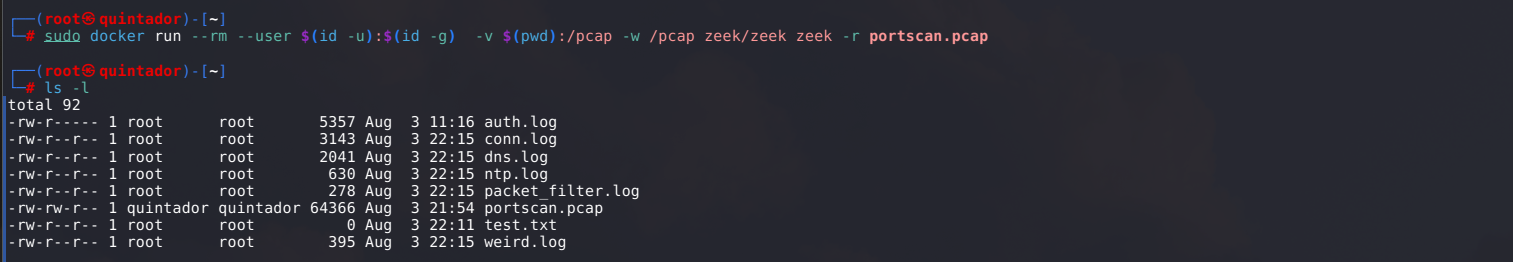 ┌──(root㉿quintador)-[~]
└─# sudo docker run --rm --user $(id -u):$(id -g)  -v $(pwd):/pcap -w /pcap zeek/zeek zeek -r portscan.pcap
┌──(root㉿quintador)-[~]
└─# ls -l
total 92
-rw-r----- 1 root      root       5357 Aug  3 11:16 auth.log
-rw-r--r-- 1 root      root       3143 Aug  3 22:15 conn.log
-rw-r--r-- 1 root      root       2041 Aug  3 22:15 dns.log
-rw-r--r-- 1 root      root        630 Aug  3 22:15 ntp.log
-rw-r--r-- 1 root      root        278 Aug  3 22:15 packet_filter.log
-rw-rw-r-- 1 quintador quintador 64366 Aug  3 21:54 portscan.pcap
-rw-r--r-- 1 root      root          0 Aug  3 22:11 test.txt
-rw-r--r-- 1 root      root        395 Aug  3 22:15 weird.log